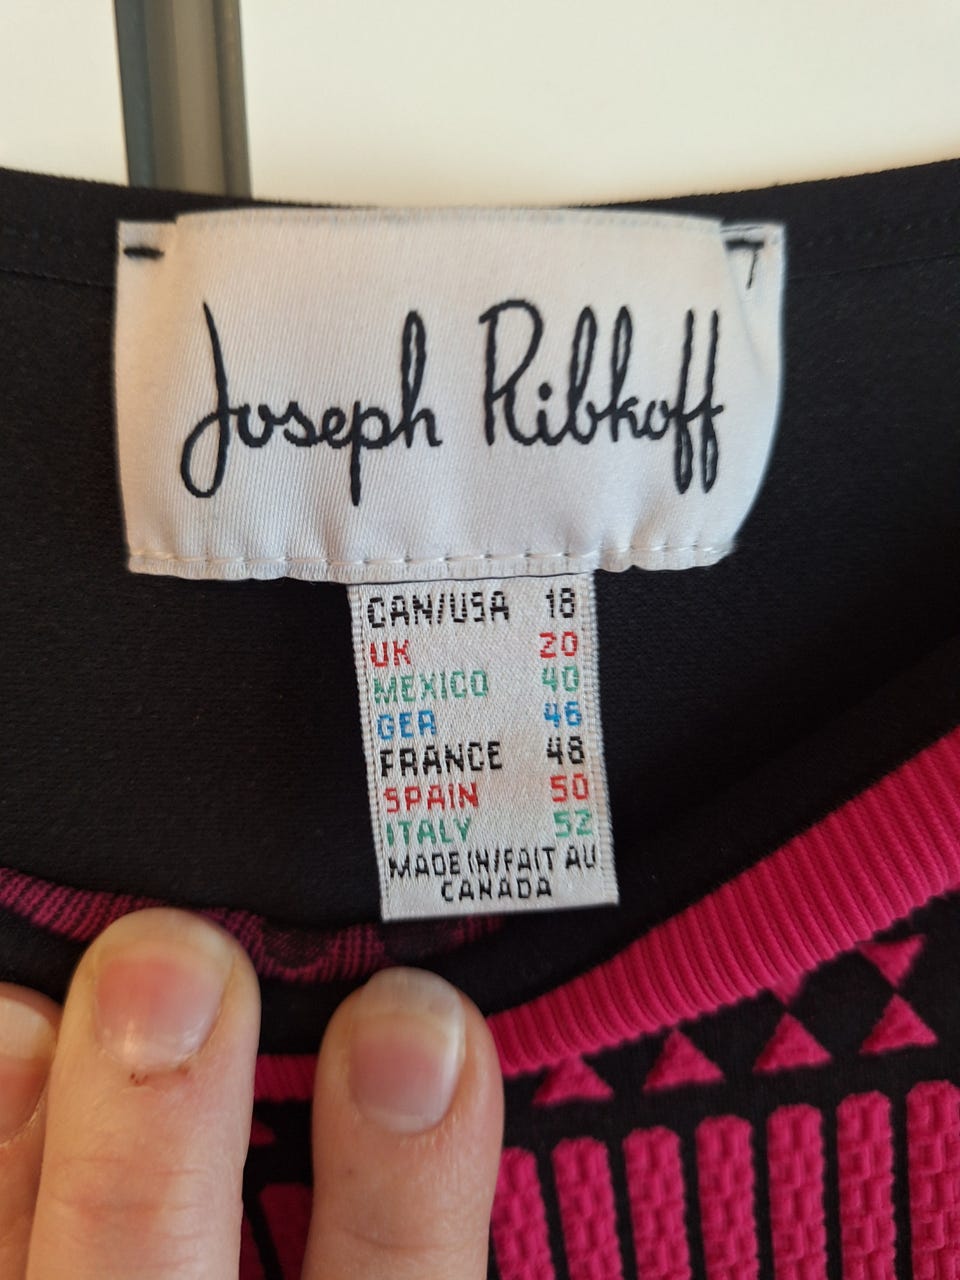 Joseph Ribkoff
CAN/USA 18
UK 20
MEXICO 40
GER 46
FRANCE 48
SPAIN 50
ITALY 52
MADE IN/FAIT AU
CANADA